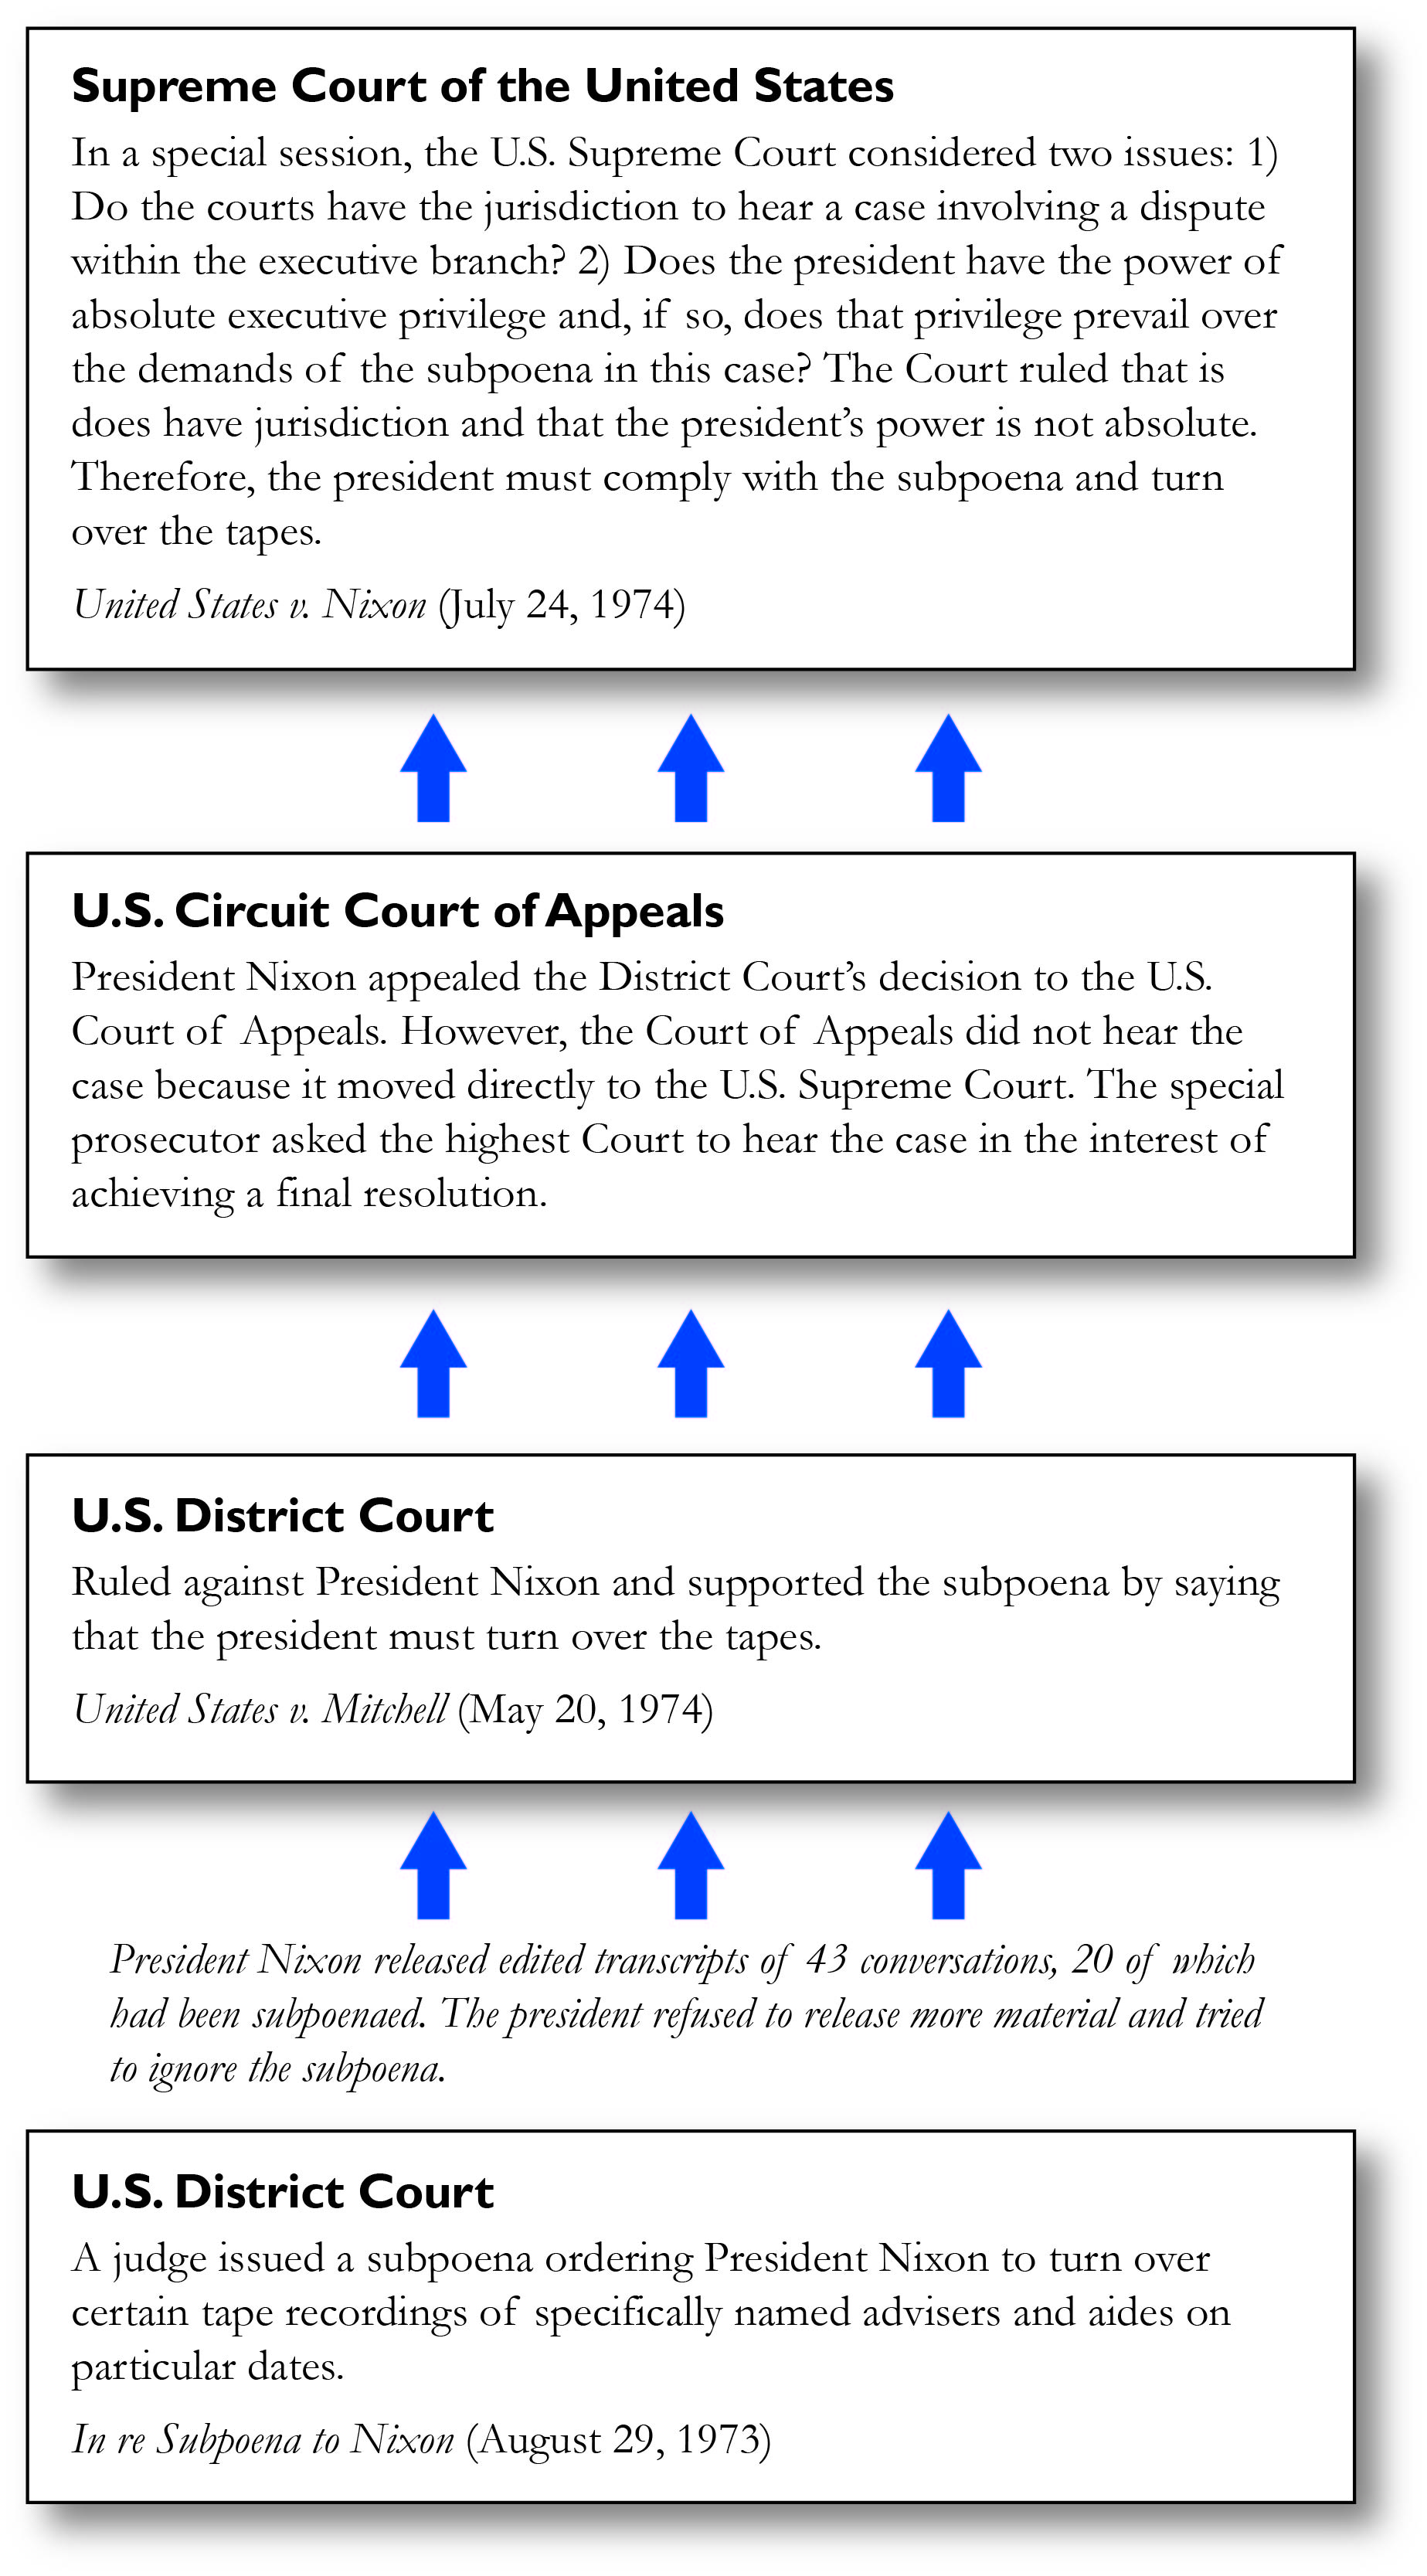 Supreme Court of the United States
In a special session, the U.S. Supreme Court considered two issues: 1)
Do the courts have the jurisdiction to hear a case involving a dispute
within the executive branch? 2) Does the president have the power of
absolute executive privilege and, if so, does that privilege prevail over
the demands of the subpoena in this case? The Court ruled that is
does have jurisdiction and that the president’s power is not absolute.
Therefore, the president must comply with the subpoena and turn
over the tapes.
United States v. Nixon (July 24, 1974)
U.S. Circuit Court of Appeals
President Nixon appealed the District Court’s decision to the U.S.
Court of Appeals. However, the Court of Appeals did not hear the
case because it moved directly to the U.S. Supreme Court. The special
prosecutor asked the highest Court to hear the case in the interest of
achieving a final resolution.
U.S. District Court
Ruled against President Nixon and supported the subpoena by saying
that the president must turn over the tapes.
United States v. Mitchell (May 20, 1974)
President Nixon released edited transcripts of 43 conversations, 20 of which
had been subpoenaed. The president refused to release more material and tried
to ignore the subpoena.
U.S. District Court
A judge issued a subpoena ordering President Nixon to turn over
certain tape recordings of specifically named advisers and aides on
particular dates.
In re Subpoena to Nixon (August 29, 1973)